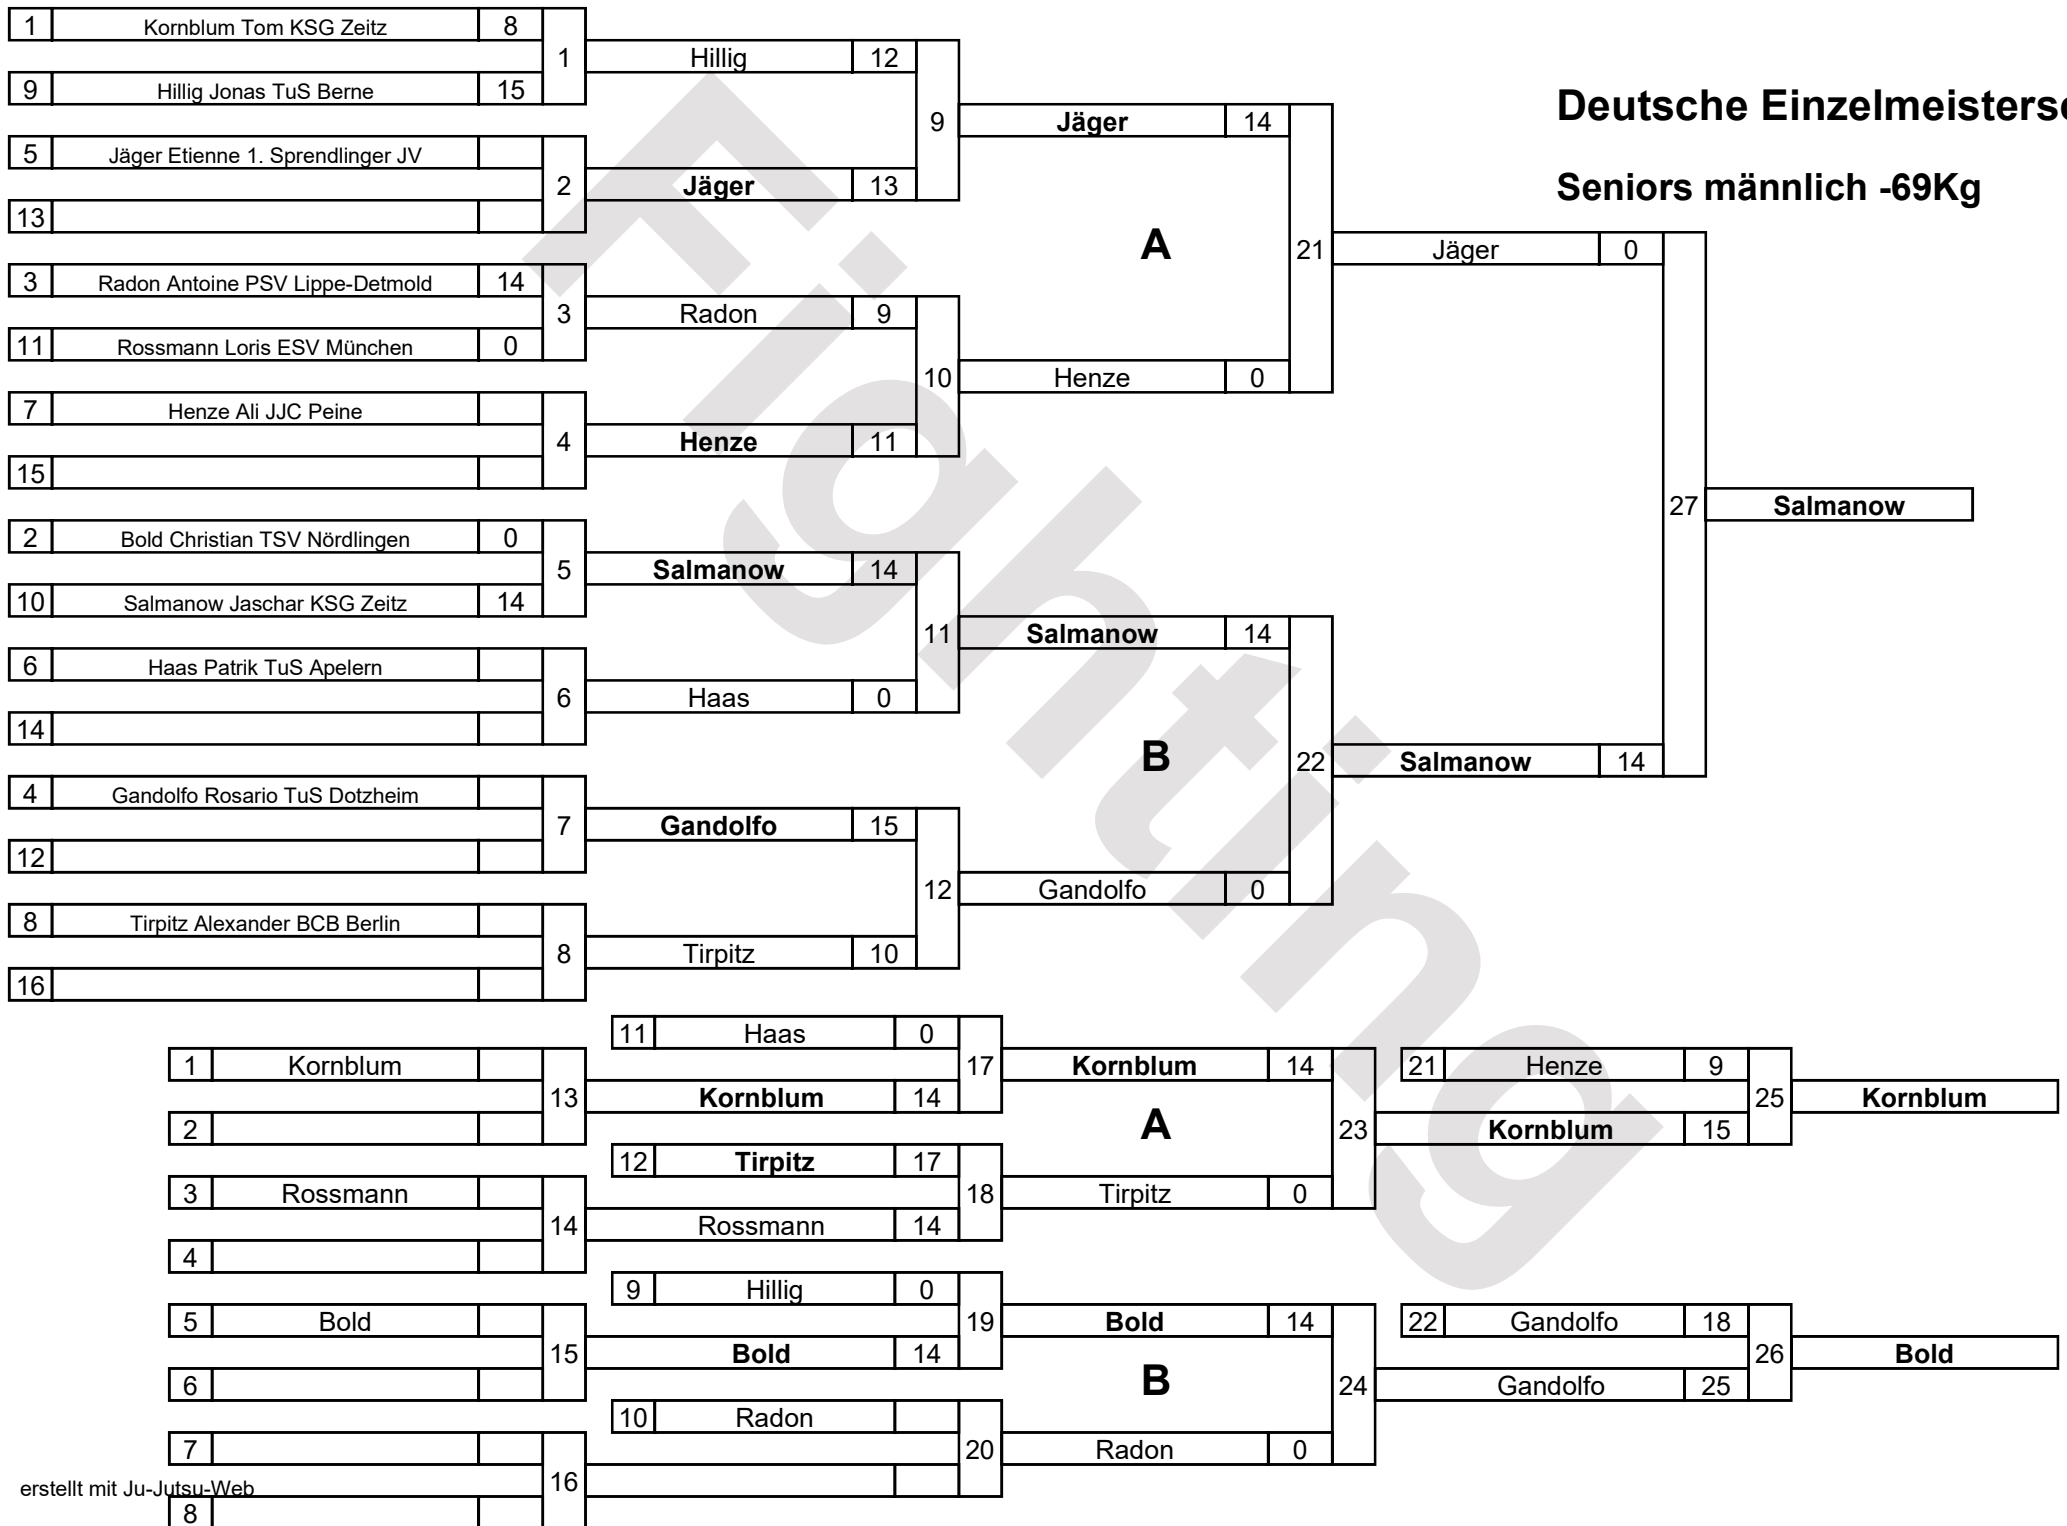 Deutsche Einzelmeistersc
Seniors männlich -69Kg
1 Kornblum Tom KSG Zeitz 8
1
9 Hillig Jonas TuS Berne 15
5 Jäger Etienne 1. Sprendlinger JV
2
13
3 Radon Antoine PSV Lippe-Detmold 14
3
11 Rossmann Loris ESV München 0
7 Henze Ali JJC Peine
4
15
2 Bold Christian TSV Nördlingen 0
5
10 Salmanow Jaschar KSG Zeitz 14
6 Haas Patrik TuS Apelern
6
14
4 Gandolfo Rosario TuS Dotzheim
7
12
8 Tirpitz Alexander BCB Berlin
8
16
Hillig 12
9
Jäger 13
Radon 9
10
Henze 11
Salmanow 14
11
Haas 0
Gandolfo 15
12
Tirpitz 10
Jäger 14
A
21
Henze 0
Salmanow 14
B
22
Gandolfo 0
Jäger 0
27
Salmanow 14
Salmanow
1 Kornblum
13
2
3 Rossmann
14
4
5 Bold
15
6
7
16
8
11 Haas 0
17
Kornblum 14
12 Tirpitz 17
18
Rossmann 14
9 Hillig 0
19
Bold 14
10 Radon
20
Kornblum 14
A
23
Tirpitz 0
Bold 14
B
24
Radon 0
21 Henze 9
25
Kornblum 15
Kornblum
22 Gandolfo 18
26
Gandolfo 25
Bold
erstellt mit Ju-Jutsu-Web
Fighting